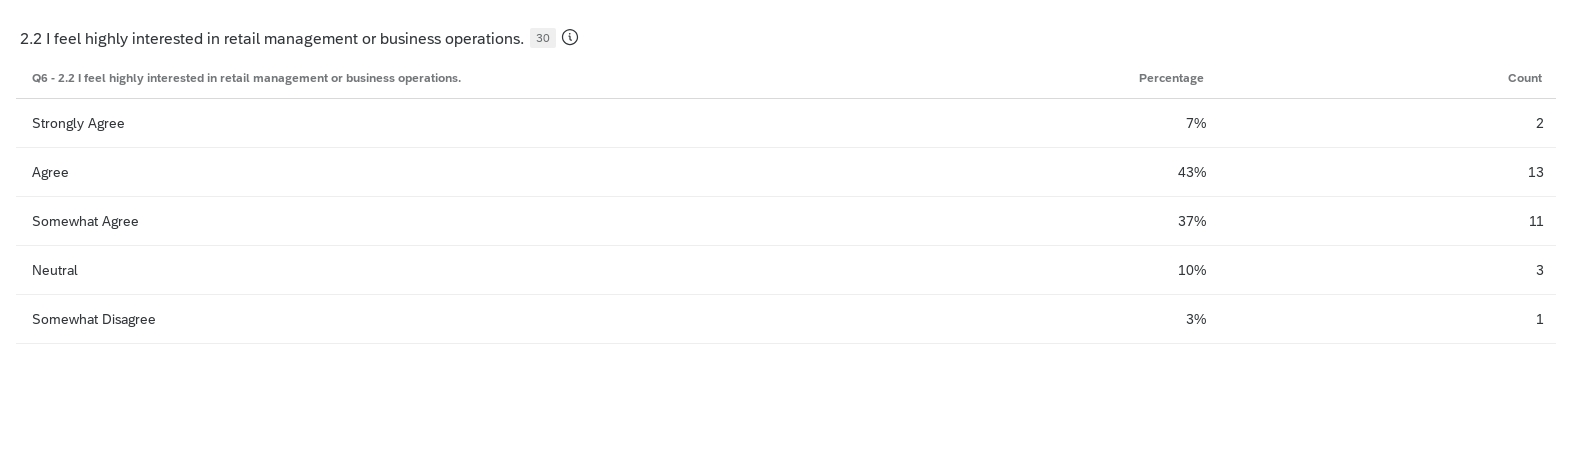 2.2 I feel highly interested in retail management or business operations. 30
Q6 - 2.2 I feel highly interested in retail management or business operations. Percentage Count
Strongly Agree 7% 2
Agree 43% 13
Somewhat Agree 37% 11
Neutral 10% 3
Somewhat Disagree 3% 1